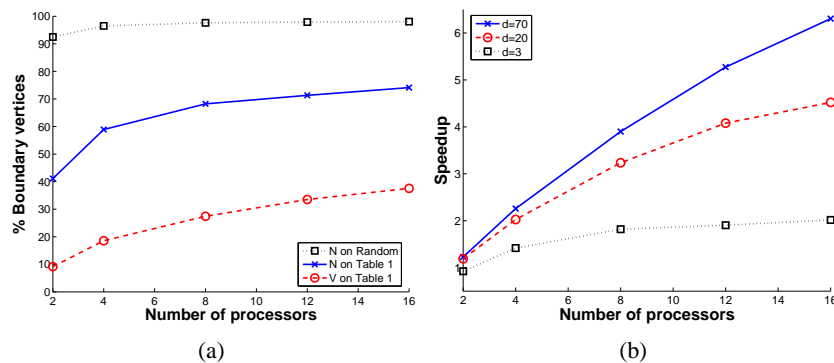 100
90
80
70
60
50
40
30
20
10
0
% Boundary vertices
2
4
6
8
10
12
14
16
Number of processors
N on Random
N on Table 1
V on Table 1
(a)
d=70
d=20
d=3
6
5
4
3
2
1
Speedup
2
4
6
8
10
12
14
16
Number of processors
(b)